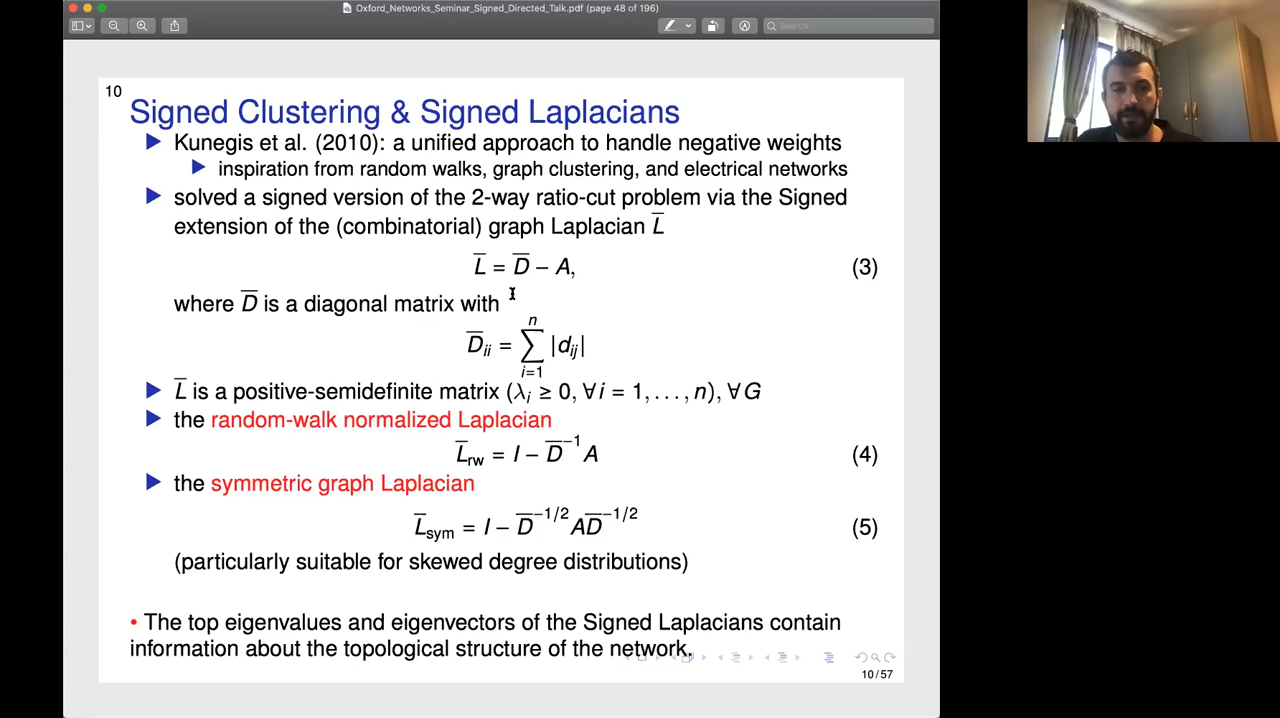 Oxford_Networks_Seminar_Signed_Directed_Talk.pdf (page 48 of 196)
Search
10
Signed Clustering & Signed Laplacians
Kunegis et al. (2010): a unified approach to handle negative weights
inspiration from random walks, graph clustering, and electrical networks
solved a signed version of the 2-way ratio-cut problem via the Signed
extension of the (combinatorial) graph Laplacian L̅
L̅ = D̅ − A, (3)
where D̅ is a diagonal matrix with
D̅ᵢᵢ = ∑ⁿᵢ₌₁ |dᵢⱼ|
L̅ is a positive-semidefinite matrix (λᵢ ≥ 0, ∀ i = 1, . . . , n), ∀ G
the random-walk normalized Laplacian
L̅rw = I − D̅⁻¹ A (4)
the symmetric graph Laplacian
L̅sym = I − D̅⁻¹/² AD̅⁻¹/² (5)
(particularly suitable for skewed degree distributions)
• The top eigenvalues and eigenvectors of the Signed Laplacians contain
information about the topological structure of the network.
10/57